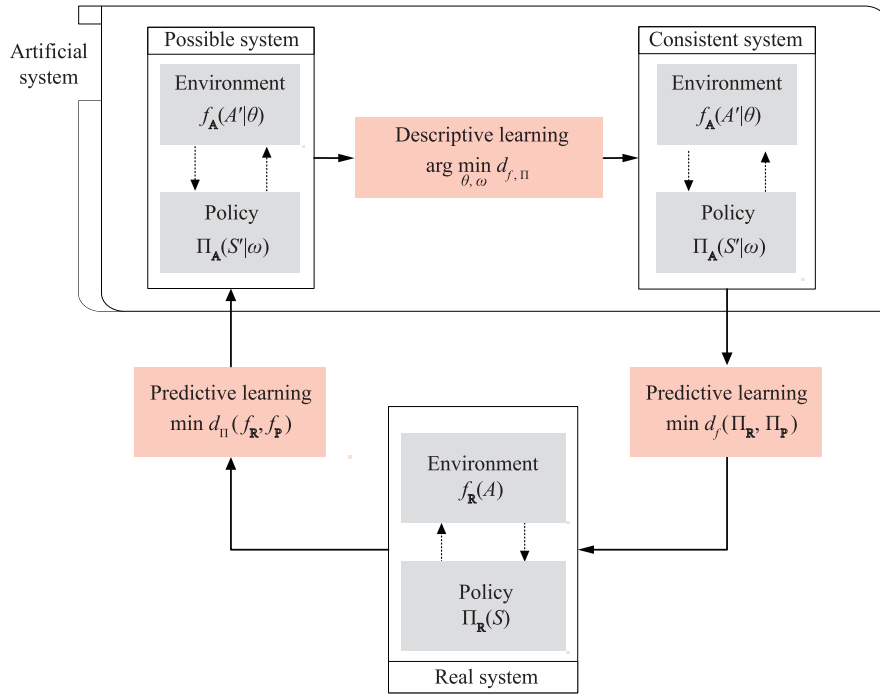 Artificial
system
Possible system
Environment
f_𝐀(A′|θ)
Policy
Π_𝐀(S′|ω)
Descriptive learning
arg min d_{f, Π}
θ, ω
Consistent system
Environment
f_𝐀(A′|θ)
Policy
Π_𝐀(S′|ω)
Predictive learning
min d_Π(f_𝐑, f_𝐏)
Predictive learning
min d_f(Π_𝐑, Π_𝐏)
Environment
f_𝐑(A)
Policy
Π_𝐑(S)
Real system